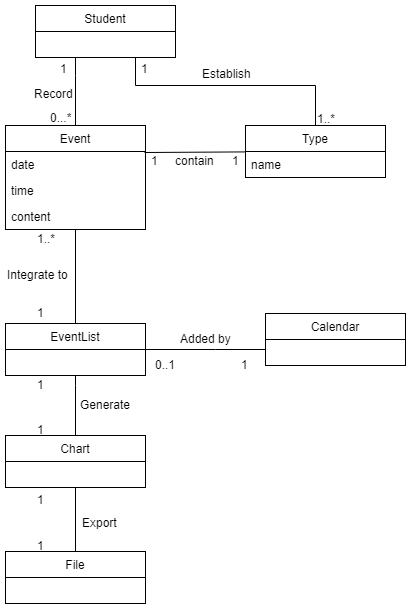 Student
1
1
Establish
Record
0...*
1..*
Event
Type
date
1
contain
1
name
time
content
1..*
Integrate to
1
EventList
Added by
Calendar
0..1
1
1
Generate
1
Chart
1
Export
1
File